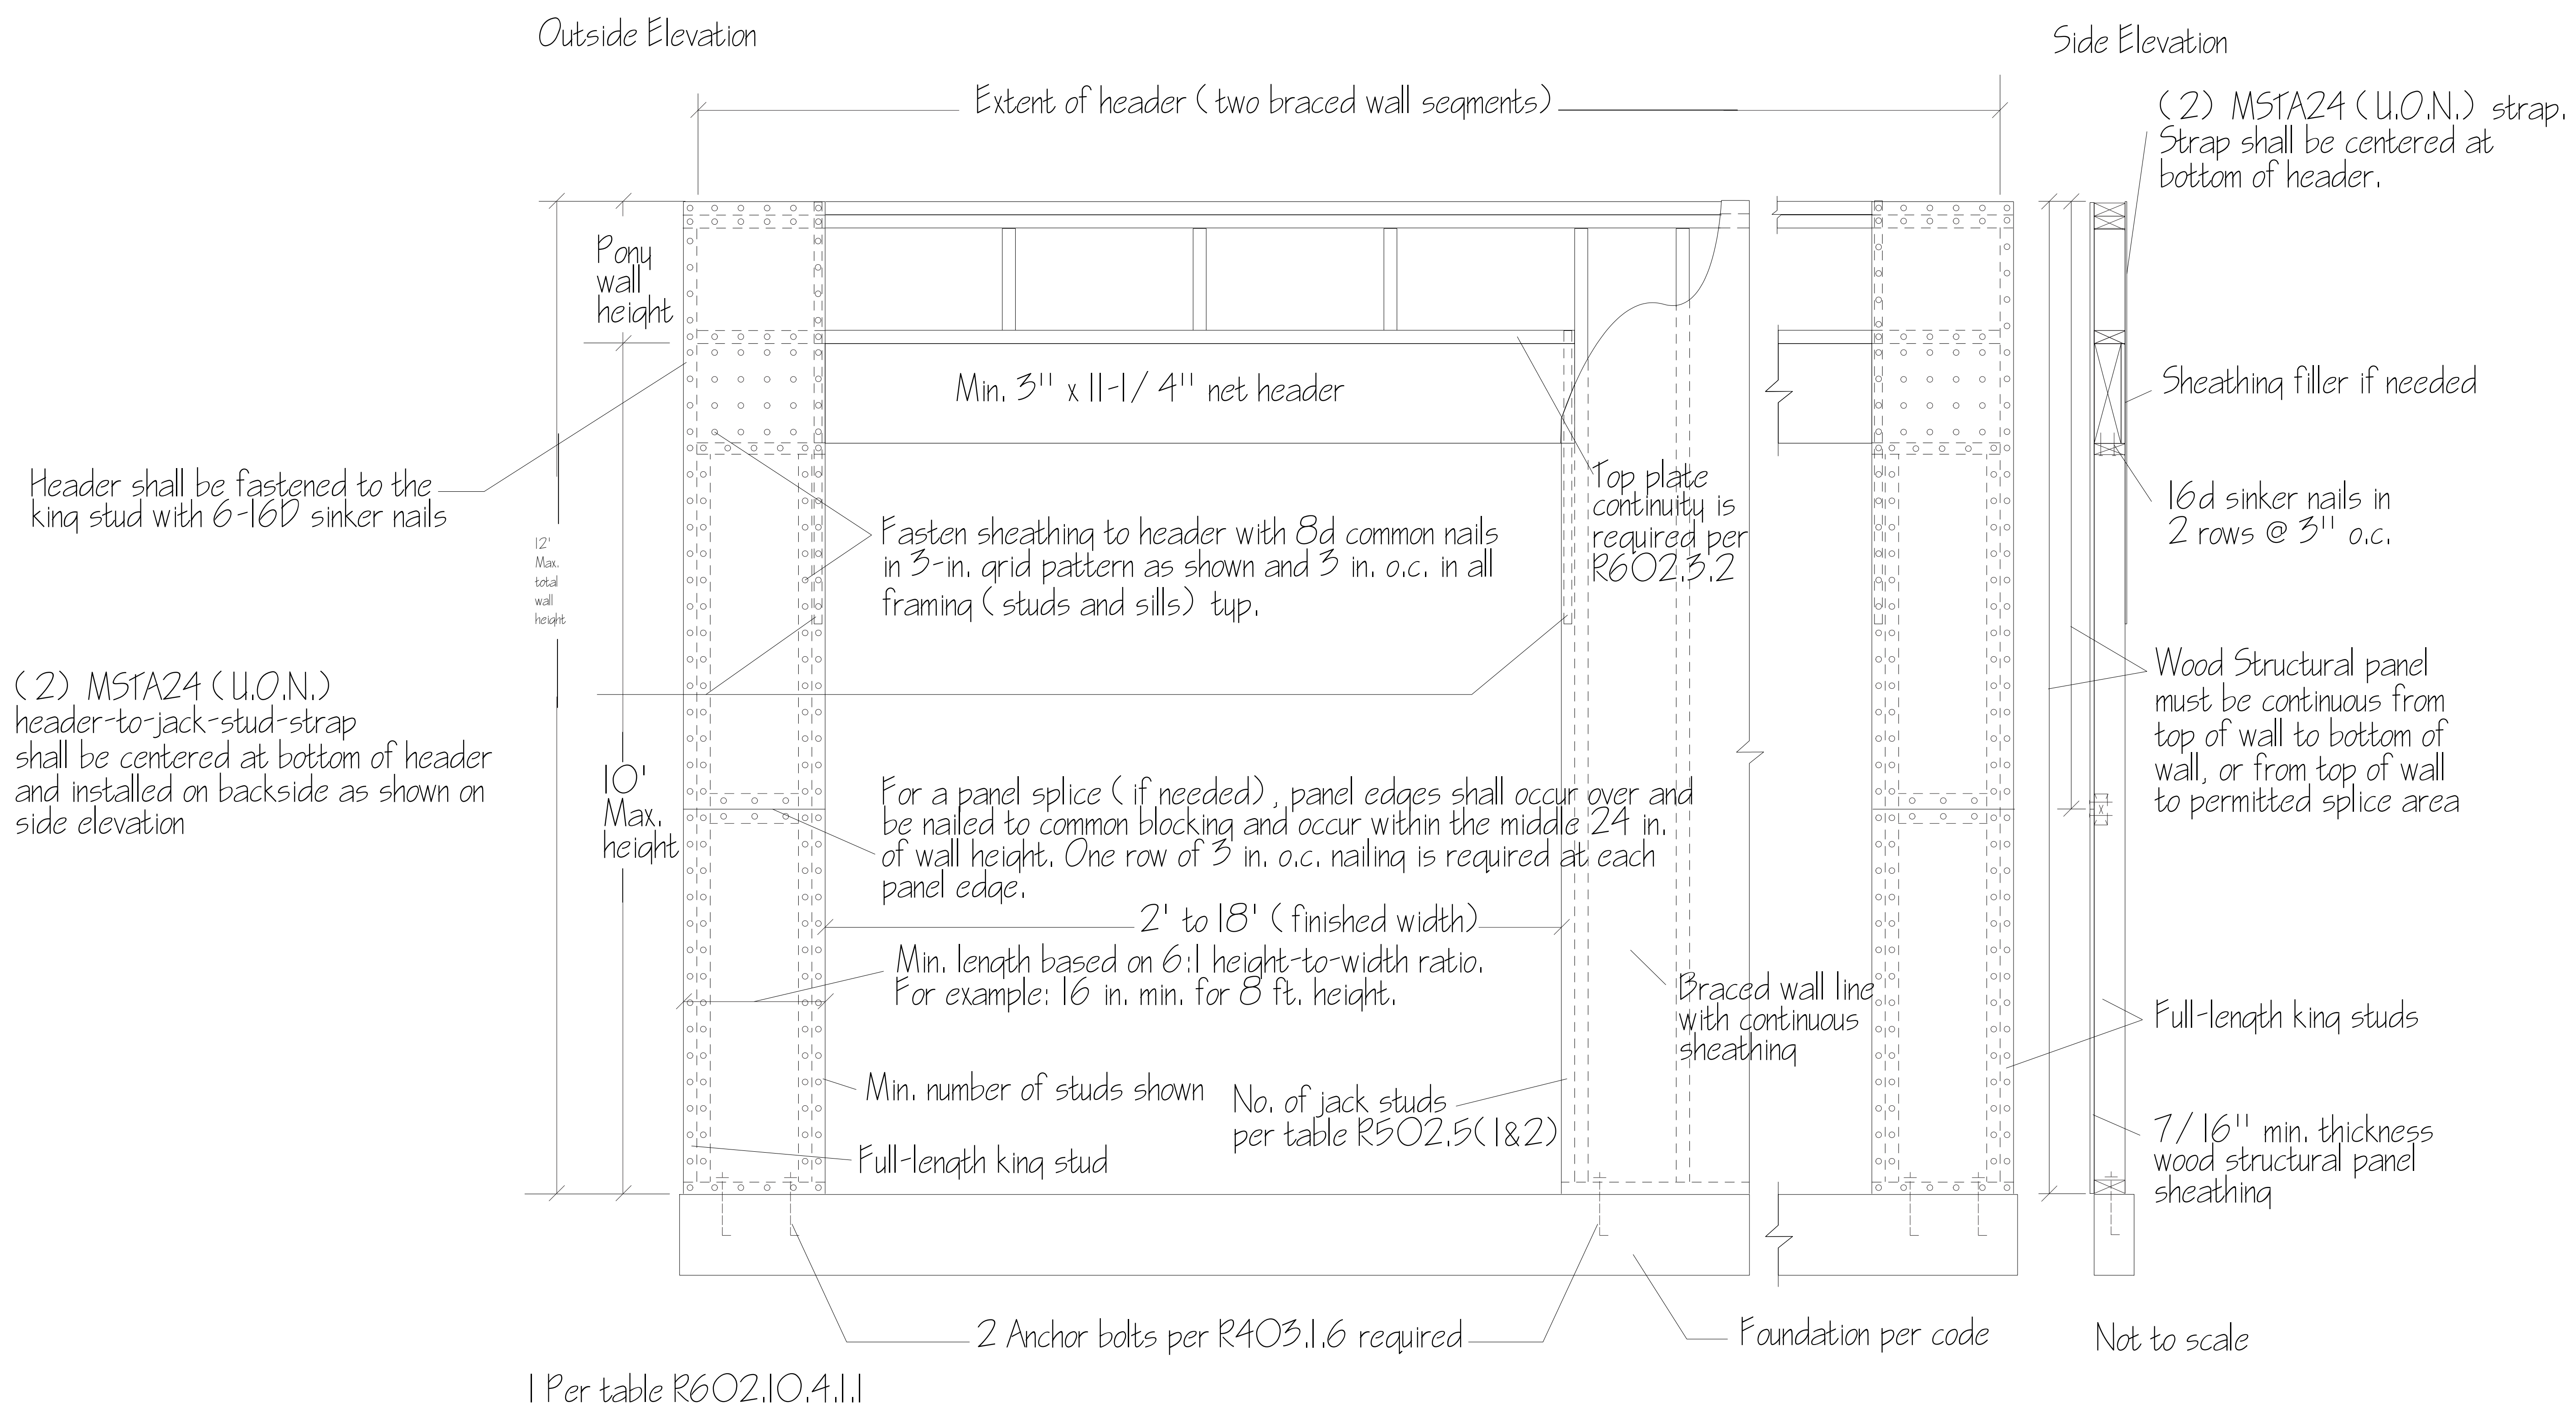 Outside Elevation
Side Elevation
Extent of header (two braced wall segments)
(2) MSTA24 (U.O.N.) strap.
Strap shall be centered at
bottom of header.
Pony
wall
height
Min. 3" x 11-1/4" net header
Sheathing filler if needed
Header shall be fastened to the
king stud with 6-16D sinker nails
Top plate
continuity is
required per
R602.3.2
16d sinker nails in
2 rows @ 3" o.c.
12'
Max.
total
wall
height
Fasten sheathing to header with 8d common nails
in 3-in. grid pattern as shown and 3 in. o.c. in all
framing (studs and sills) typ.
(2) MSTA24 (U.O.N.)
header-to-jack-stud-strap
shall be centered at bottom of header
and installed on backside as shown on
side elevation
Wood Structural panel
must be continuous from
top of wall to bottom of
wall, or from top of wall
to permitted splice area
10'
Max.
height
For a panel splice (if needed), panel edges shall occur over and
be nailed to common blocking and occur within the middle 24 in.
of wall height. One row of 3 in. o.c. nailing is required at each
panel edge.
2' to 18' (finished width)
Min. length based on 6:1 height-to-width ratio.
For example: 16 in. min. for 8 ft. height.
Braced wall line
with continuous
sheathing
Full-length king studs
Min. number of studs shown
No. of jack studs
per table R502.5(1&2)
Full-length king stud
7/16" min. thickness
wood structural panel
sheathing
2 Anchor bolts per R403.1.6 required
Foundation per code
Not to scale
1 Per table R602.10.4.1.1